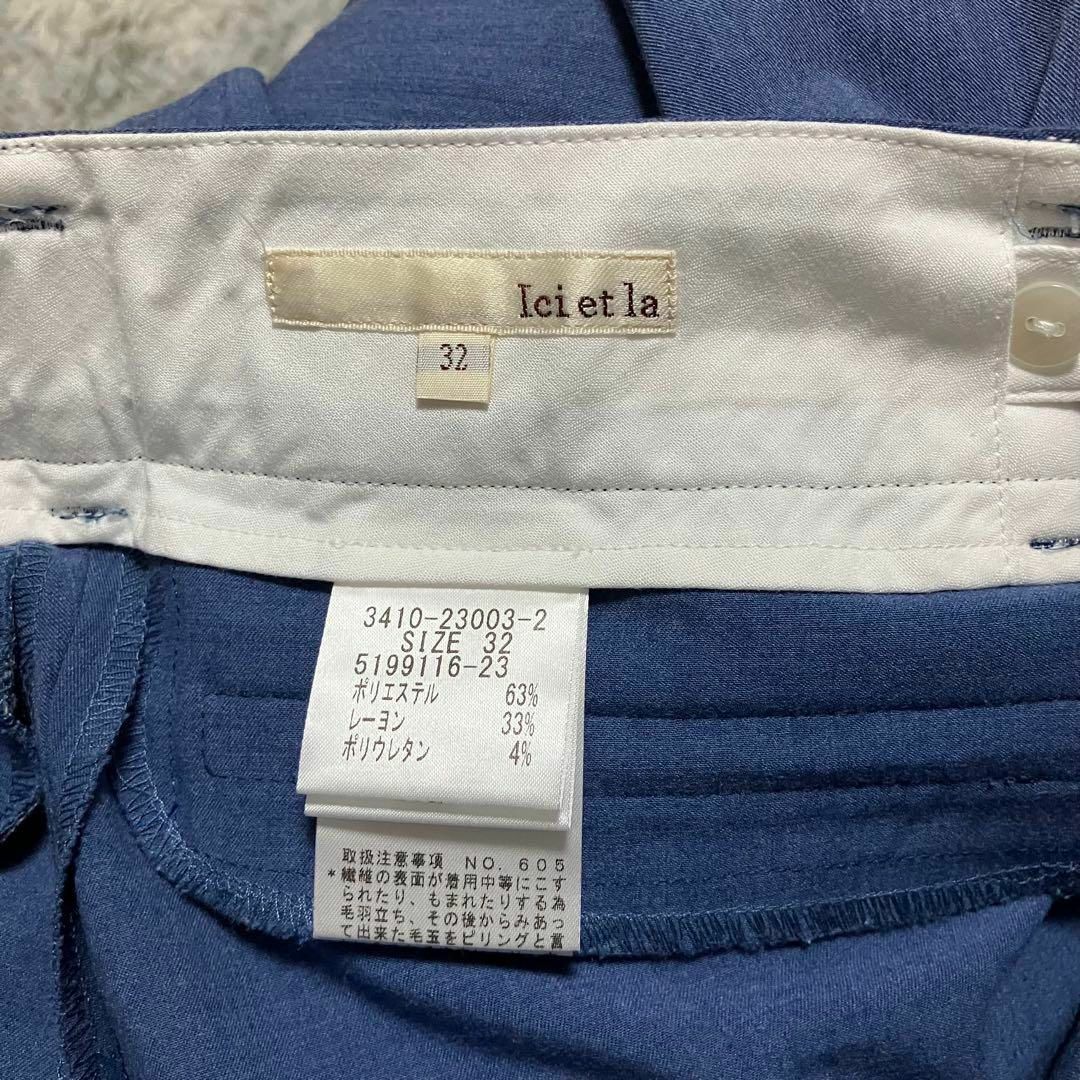 Ici et la
32
3410-23003-2
SIZE 32
5199116-23
ポリエステル 63%
レーヨン 33%
ポリウレタン 4%
取扱注意事項 NO. 605
*繊維の表面が着用中等にこす
られたり、もまれたりする為
毛羽立ち、その後からみあっ
て出来た毛玉をピリングと言